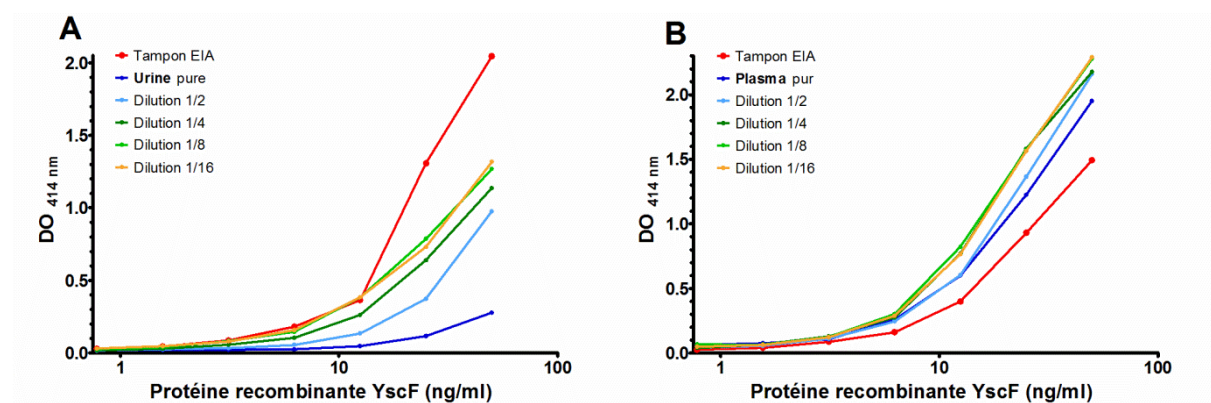 A
Tampon EIA
Urine pure
Dilution 1/2
Dilution 1/4
Dilution 1/8
Dilution 1/16
2.0
1.5
1.0
0.5
0.0
DO 414 nm
1
10
100
Protéine recombinante YscF (ng/ml)
B
Tampon EIA
Plasma pur
Dilution 1/2
Dilution 1/4
Dilution 1/8
Dilution 1/16
2.0
1.5
1.0
0.5
0.0
DO 414 nm
1
10
100
Protéine recombinante YscF (ng/ml)